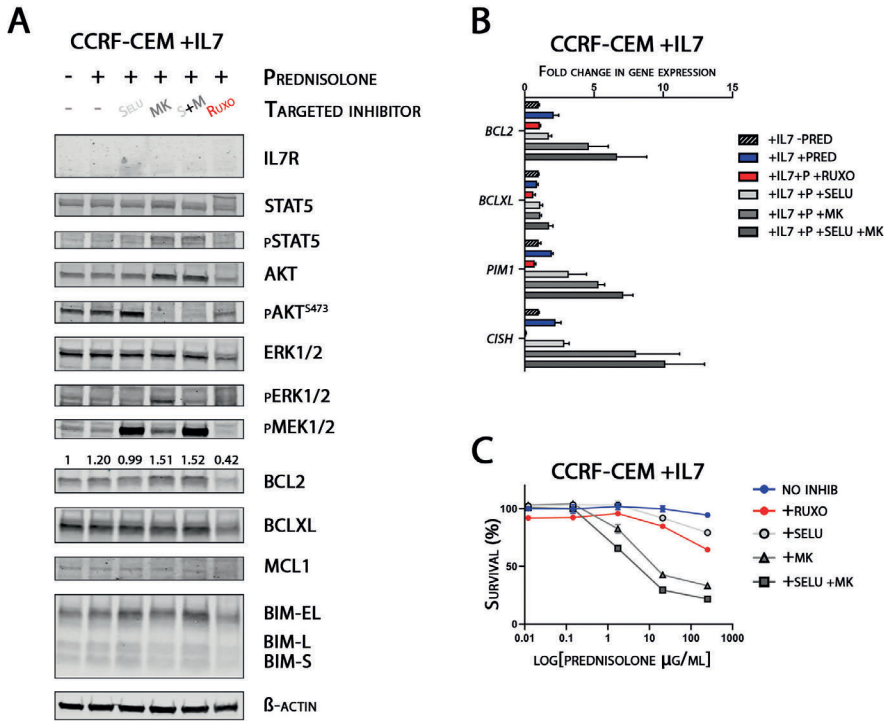 A
CCRF-CEM +IL7
- + + + + + PREDNISOLONE
- - SELU MK S+M RUXO TARGETED INHIBITOR
IL7R
STAT5
PSTAT5
AKT
PAKTS473
ERK1/2
PERK1/2
PMEK1/2
1 1.20 0.99 1.51 1.52 0.42
BCL2
BCLXL
MCL1
BIM-EL
BIM-L
BIM-S
ß-ACTIN
B
CCRF-CEM +IL7
FOLD CHANGE IN GENE EXPRESSION
0 5 10 15
BCL2
BCLXL
PIM1
CISH
+IL7 -PRED
+IL7 +PRED
+IL7+P +RUXO
+IL7 +P +SELU
+IL7 +P +MK
+IL7 +P +SELU +MK
C
CCRF-CEM +IL7
SURVIVAL (%)
100
50
0
0.01 0.1 1 10 100 1000
LOG[PREDNISOLONE µG/ML]
NO INHIB
+RUXO
+SELU
+MK
+SELU +MK